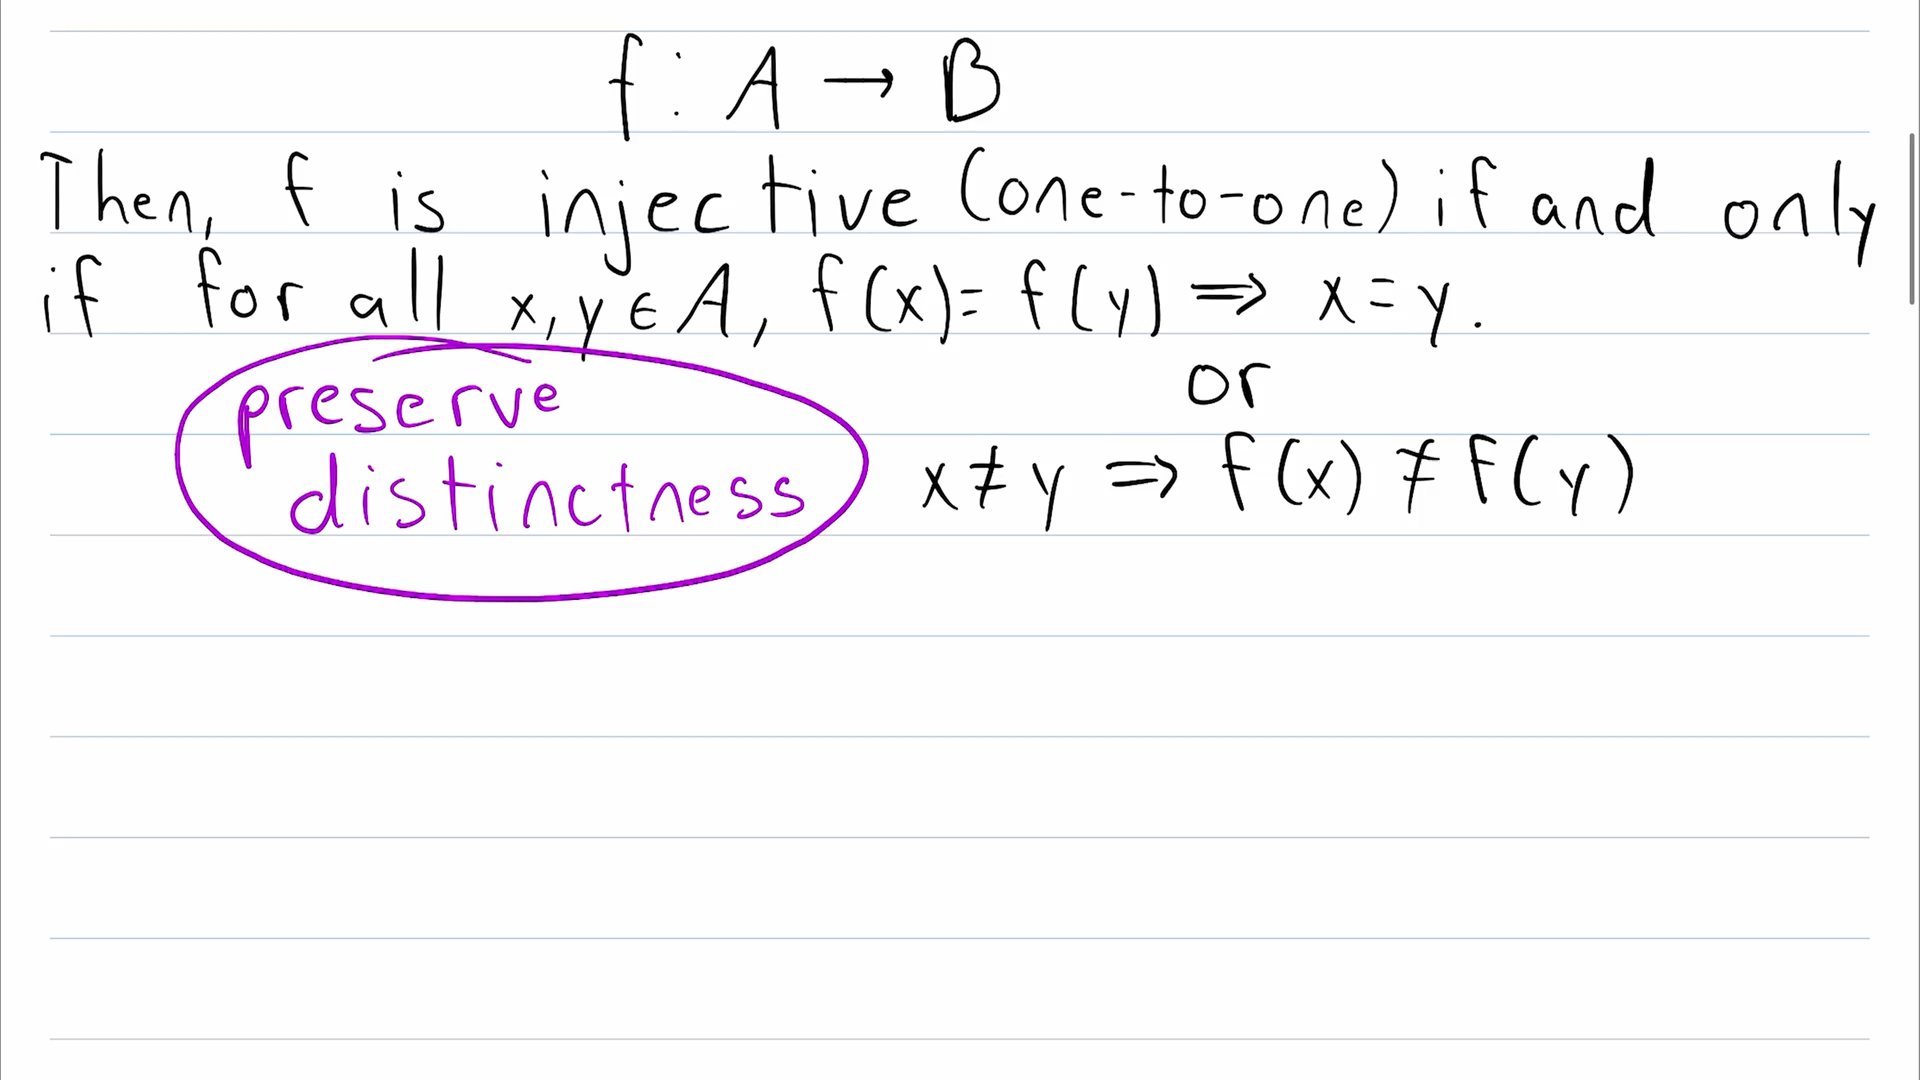 f : A → B
Then, f is injective (one-to-one) if and only
if for all x, y ∈ A, f(x) = f(y) ⇒ x = y.
or
preserve
distinctness
x ≠ y ⇒ f(x) ≠ f(y)